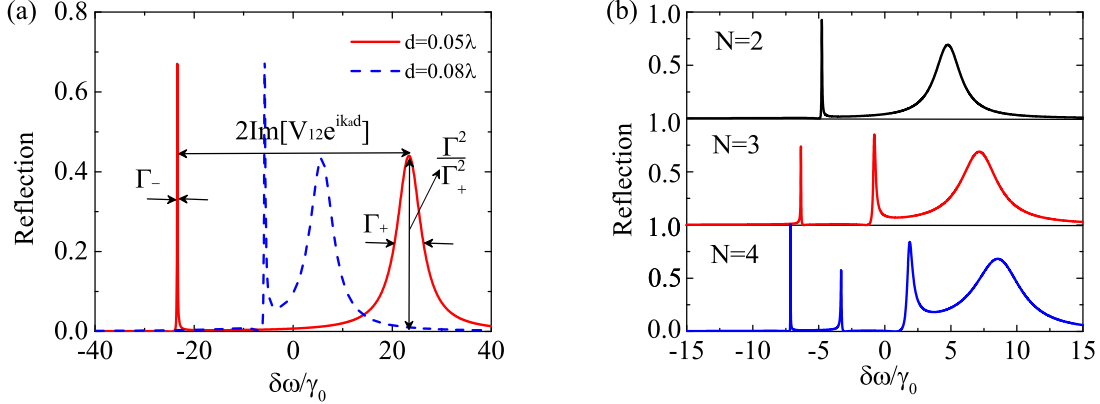 (a)
0.8
0.6
0.4
0.2
0.0
Reflection
d=0.05λ
d=0.08λ
2Im[V₁₂e^{ikₐd}]
Γ₋
Γ₊
Γ²
Γ₊²
-40 -20 0 20 40
δω/γ₀
(b)
1.0
0.5
1.0
0.5
1.0
0.5
0.0
Reflection
N=2
N=3
N=4
-15 -10 -5 0 5 10 15
δω/γ₀